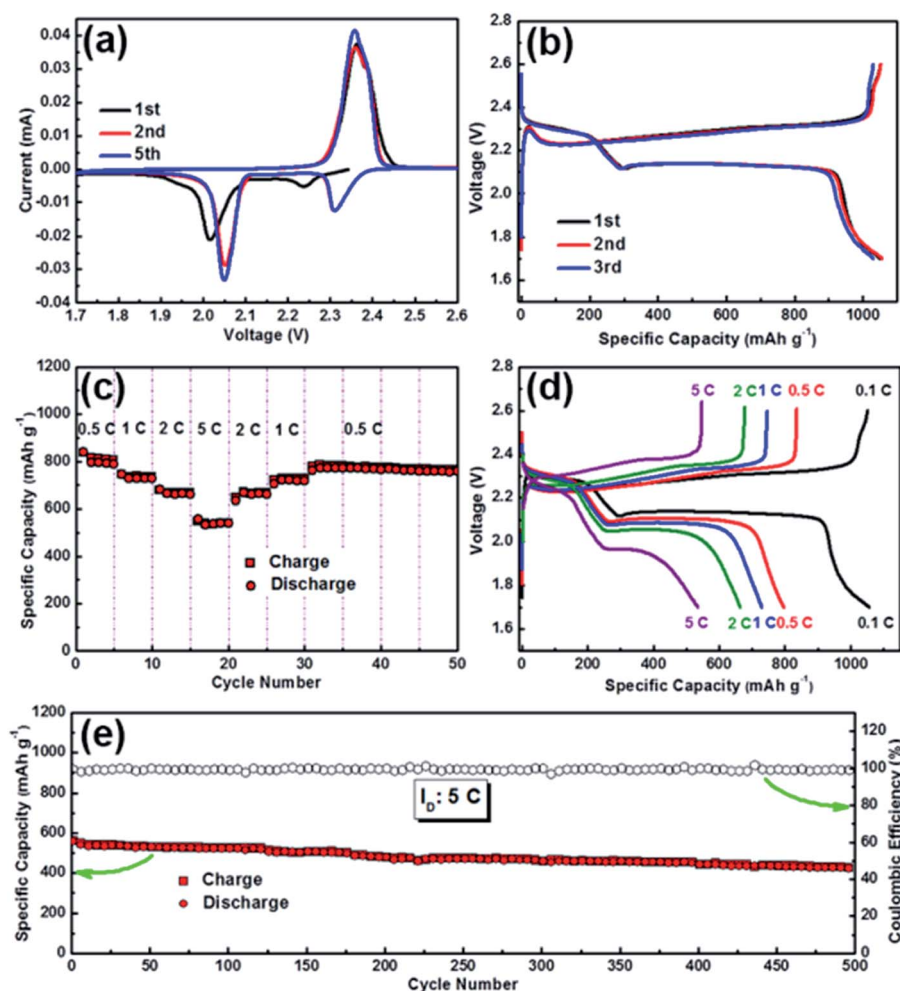 (a)
0.04
0.03
0.02
0.01
0.00
-0.01
-0.02
-0.03
-0.04
Current (mA)
1st
2nd
5th
1.7 1.8 1.9 2.0 2.1 2.2 2.3 2.4 2.5 2.6
Voltage (V)
(b)
2.8
2.6
2.4
2.2
2.0
1.8
1.6
Voltage (V)
1st
2nd
3rd
0 200 400 600 800 1000
Specific Capacity (mAh g-1)
(c)
1200
1000
800
600
400
200
0
Specific Capacity (mAh g-1)
0.5 C 1 C 2 C 5 C 2 C 1 C 0.5 C
Charge
Discharge
0 10 20 30 40 50
Cycle Number
(d)
2.8
2.6
2.4
2.2
2.0
1.8
1.6
Voltage (V)
5 C 2 C 1 C 0.5 C 0.1 C
5 C 2 C 1 C 0.5 C 0.1 C
0 200 400 600 800 1000
Specific Capacity (mAh g-1)
(e)
1200
1000
800
600
400
200
0
Specific Capacity (mAh g-1)
ID: 5 C
Charge
Discharge
120
100
80
60
40
20
0
Coulombic Efficiency (%)
0 50 100 150 200 250 300 350 400 450 500
Cycle Number